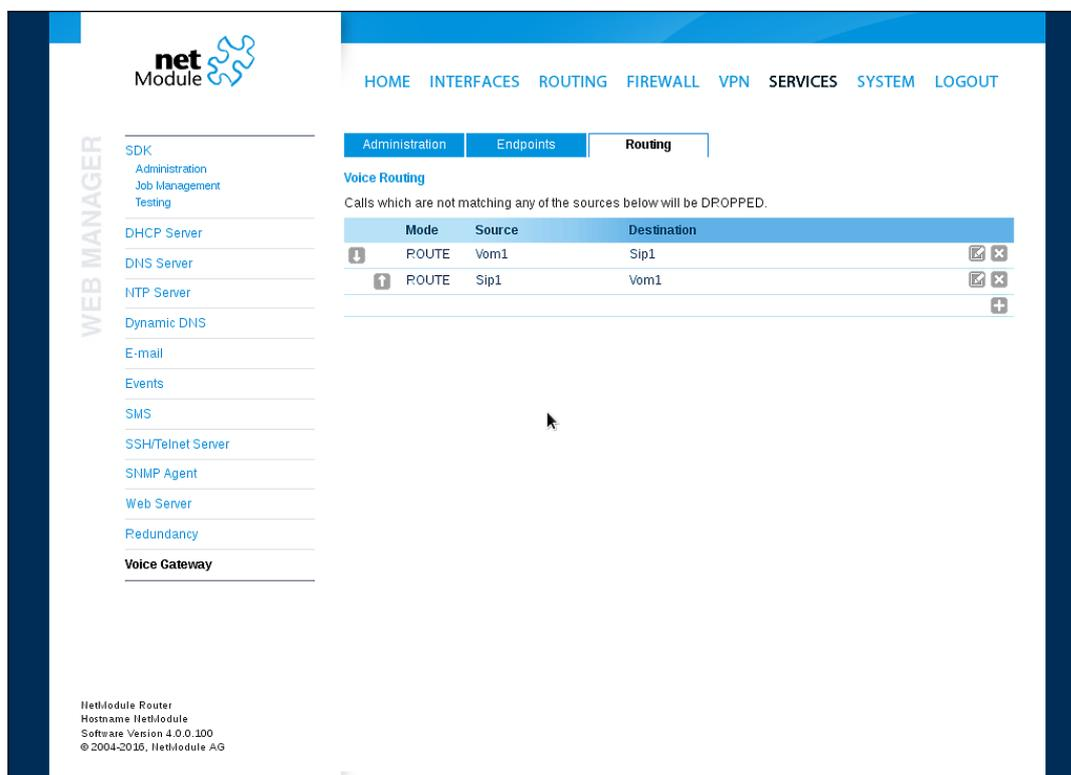 net
Module
HOME INTERFACES ROUTING FIREWALL VPN SERVICES SYSTEM LOGOUT
WEB MANAGER
SDK
Administration
Job Management
Testing
DHCP Server
DNS Server
NTP Server
Dynamic DNS
E-mail
Events
SMS
SSH/Telnet Server
SNMP Agent
Web Server
Redundancy
Voice Gateway
Administration Endpoints Routing
Voice Routing
Calls which are not matching any of the sources below will be DROPPED.
Mode Source Destination
ROUTE Vom1 Sip1
ROUTE Sip1 Vom1
NetModule Router
Hostname NetModule
Software Version 4.0.0.100
© 2004-2016, NetModule AG